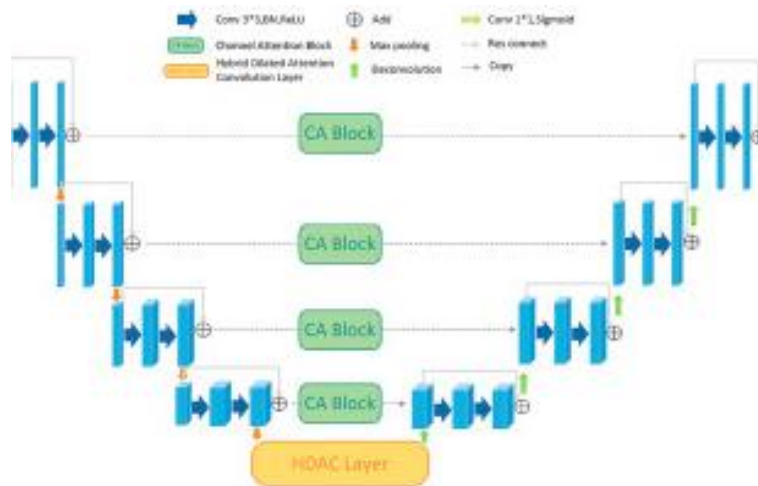 Conv 3*3,BN,ReLU
Add
Conv 1*1,Sigmoid
Channel Attention Block
Max pooling
Res connect
Hybrid Dilated Attention
Convolution Layer
Deconvolution
Copy
CA Block
CA Block
CA Block
CA Block
HDAC Layer